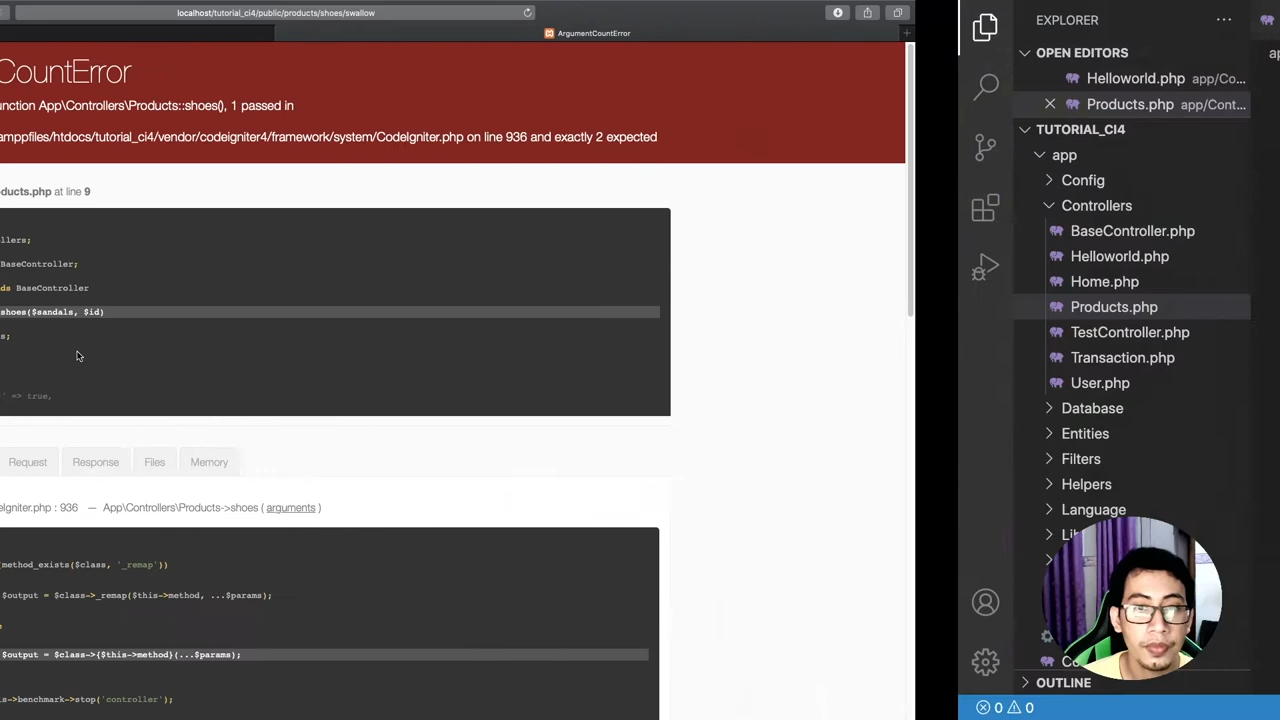 localhost/tutorial_ci4/public/products/shoes/swallow
ArgumentCountError
CountError
unction App\Controllers\Products::shoes(), 1 passed in
amppfiles/htdocs/tutorial_ci4/vendor/codeigniter4/framework/system/CodeIgniter.php on line 936 and exactly 2 expected
ducts.php at line 9
llers;
BaseController;
ds BaseController
shoes($sandals, $id)
s;
' => true,
Request
Response
Files
Memory
eIgniter.php : 936 — App\Controllers\Products->shoes ( arguments )
(method_exists($class, '_remap'))
$output = $class->_remap($this->method, ...$params);
e
$output = $class->{$this->method}(...$params);
is->benchmark->stop('controller');
EXPLORER
OPEN EDITORS
Helloworld.php app/Co...
Products.php app/Cont...
TUTORIAL_CI4
app
Config
Controllers
BaseController.php
Helloworld.php
Home.php
Products.php
TestController.php
Transaction.php
User.php
Database
Entities
Filters
Helpers
Language
Li
OUTLINE
0
0